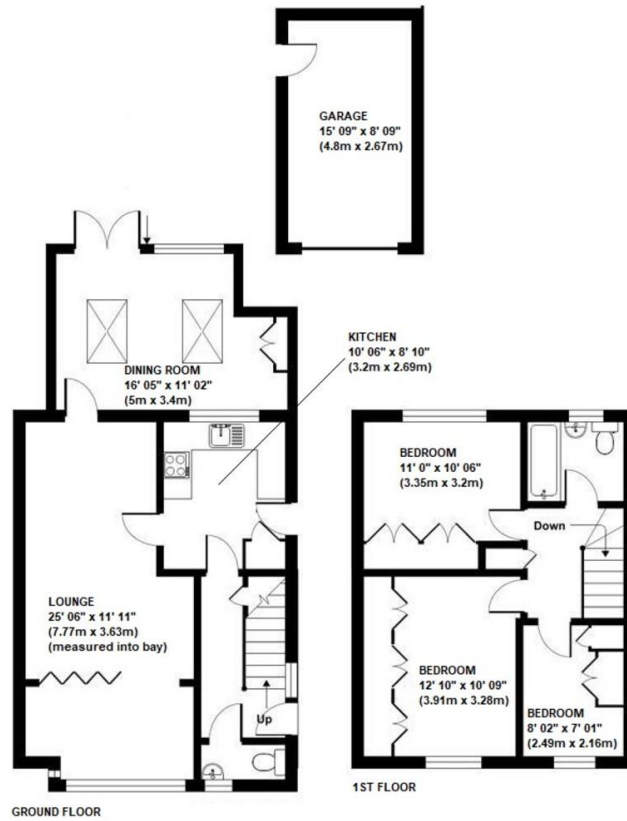 GARAGE
15' 09" x 8' 09"
(4.8m x 2.67m)
KITCHEN
10' 06" x 8' 10"
(3.2m x 2.69m)
DINING ROOM
16' 05" x 11' 02"
(5m x 3.4m)
BEDROOM
11' 0" x 10' 06"
(3.35m x 3.2m)
Down
LOUNGE
25' 06" x 11' 11"
(7.77m x 3.63m)
(measured into bay)
Up
BEDROOM
12' 10" x 10' 09"
(3.91m x 3.28m)
BEDROOM
8' 02" x 7' 01"
(2.49m x 2.16m)
GROUND FLOOR
1ST FLOOR